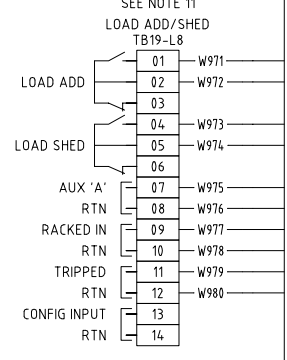 SEE NOTE 11
LOAD ADD/SHED
TB19-L8
01 W971
LOAD ADD 02 W972
03
04 W973
LOAD SHED 05 W974
06
AUX 'A' 07 W975
RTN 08 W976
RACKED IN 09 W977
RTN 10 W978
TRIPPED 11 W979
RTN 12 W980
CONFIG INPUT 13
RTN 14